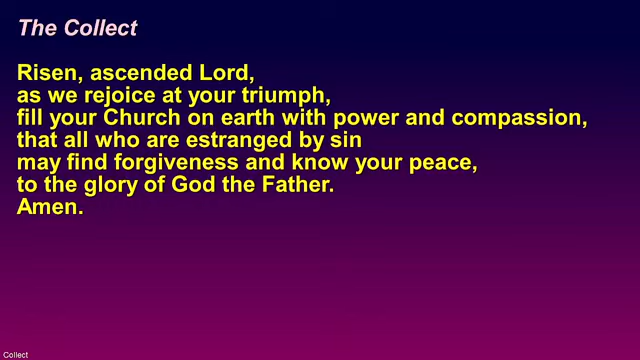 The Collect
Risen, ascended Lord,
as we rejoice at your triumph,
fill your Church on earth with power and compassion,
that all who are estranged by sin
may find forgiveness and know your peace,
to the glory of God the Father.
Amen.
Collect